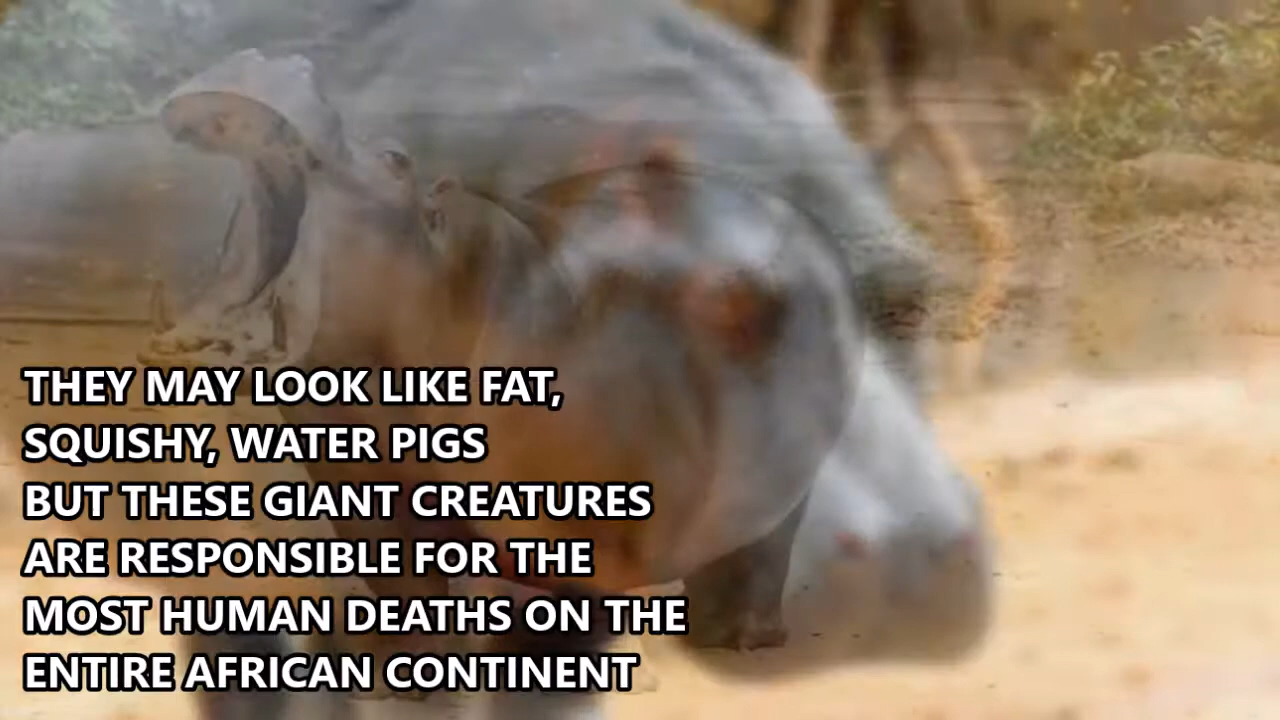 THEY MAY LOOK LIKE FAT,
SQUISHY, WATER PIGS
BUT THESE GIANT CREATURES
ARE RESPONSIBLE FOR THE
MOST HUMAN DEATHS ON THE
ENTIRE AFRICAN CONTINENT